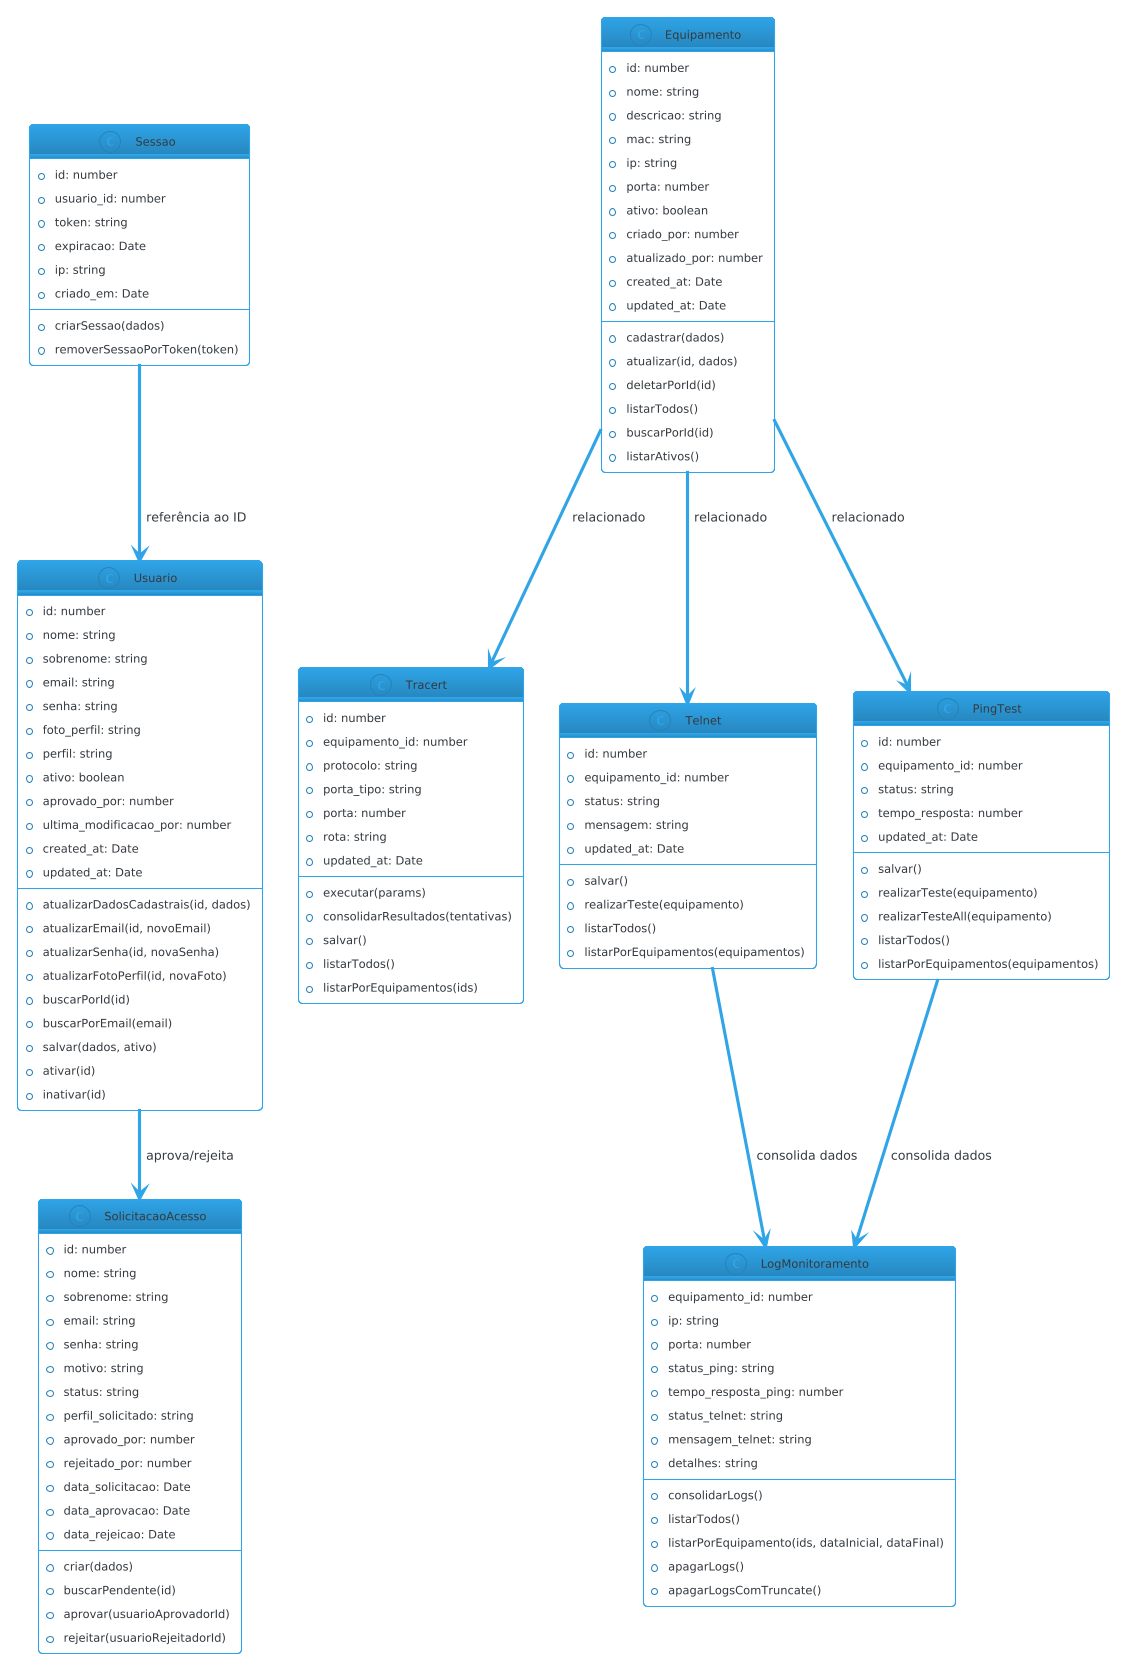 C Equipamento
id: number
nome: string
descricao: string
mac: string
ip: string
porta: number
ativo: boolean
criado_por: number
atualizado_por: number
created_at: Date
updated_at: Date
cadastrar(dados)
atualizar(id, dados)
deletarPorId(id)
listarTodos()
buscarPorId(id)
listarAtivos()
C Sessao
id: number
usuario_id: number
token: string
expiracao: Date
ip: string
criado_em: Date
criarSessao(dados)
removerSessaoPorToken(token)
referência ao ID
relacionado
relacionado
relacionado
C Usuario
id: number
nome: string
sobrenome: string
email: string
senha: string
foto_perfil: string
perfil: string
ativo: boolean
aprovado_por: number
ultima_modificacao_por: number
created_at: Date
updated_at: Date
atualizarDadosCadastrais(id, dados)
atualizarEmail(id, novoEmail)
atualizarSenha(id, novaSenha)
atualizarFotoPerfil(id, novaFoto)
buscarPorId(id)
buscarPorEmail(email)
salvar(dados, ativo)
ativar(id)
inativar(id)
C Tracert
id: number
equipamento_id: number
protocolo: string
porta_tipo: string
porta: number
rota: string
updated_at: Date
executar(params)
consolidarResultados(tentativas)
salvar()
listarTodos()
listarPorEquipamentos(ids)
C Telnet
id: number
equipamento_id: number
status: string
mensagem: string
updated_at: Date
salvar()
realizarTeste(equipamento)
listarTodos()
listarPorEquipamentos(equipamentos)
C PingTest
id: number
equipamento_id: number
status: string
tempo_resposta: number
updated_at: Date
salvar()
realizarTeste(equipamento)
realizarTesteAll(equipamento)
listarTodos()
listarPorEquipamentos(equipamentos)
aprova/rejeita
consolida dados
consolida dados
C SolicitacaoAcesso
id: number
nome: string
sobrenome: string
email: string
senha: string
motivo: string
status: string
perfil_solicitado: string
aprovado_por: number
rejeitado_por: number
data_solicitacao: Date
data_aprovacao: Date
data_rejeicao: Date
criar(dados)
buscarPendente(id)
aprovar(usuarioAprovadorId)
rejeitar(usuarioRejeitadorId)
C LogMonitoramento
equipamento_id: number
ip: string
porta: number
status_ping: string
tempo_resposta_ping: number
status_telnet: string
mensagem_telnet: string
detalhes: string
consolidarLogs()
listarTodos()
listarPorEquipamento(ids, dataInicial, dataFinal)
apagarLogs()
apagarLogsComTruncate()